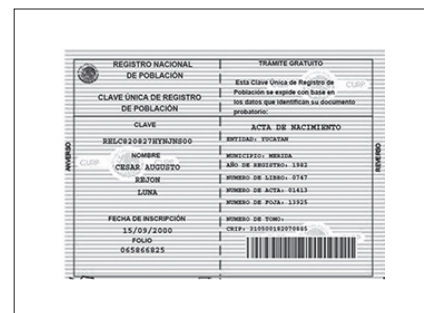 REGISTRO NACIONAL
DE POBLACIÓN
CLAVE ÚNICA DE REGISTRO
DE POBLACIÓN
CLAVE
RELC820827HYNJNS00
NOMBRE
CESAR AUGUSTO
REJON
LUNA
FECHA DE INSCRIPCIÓN
15/09/2000
FOLIO
065866825
ANVERSO
TRAMITE GRATUITO
Esta Clave Única de Registro de
Población se expide con base en
los datos que identifican su documento
probatorio:
ACTA DE NACIMIENTO
ENTIDAD: YUCATAN
MUNICIPIO: MERIDA
AÑO DE REGISTRO: 1982
NUMERO DE LIBRO: 0747
NUMERO DE ACTA: 01413
NUMERO DE FOJA: 13925
NUMERO DE TOMO:
CRIP:
REVERSO
CURP
CURP